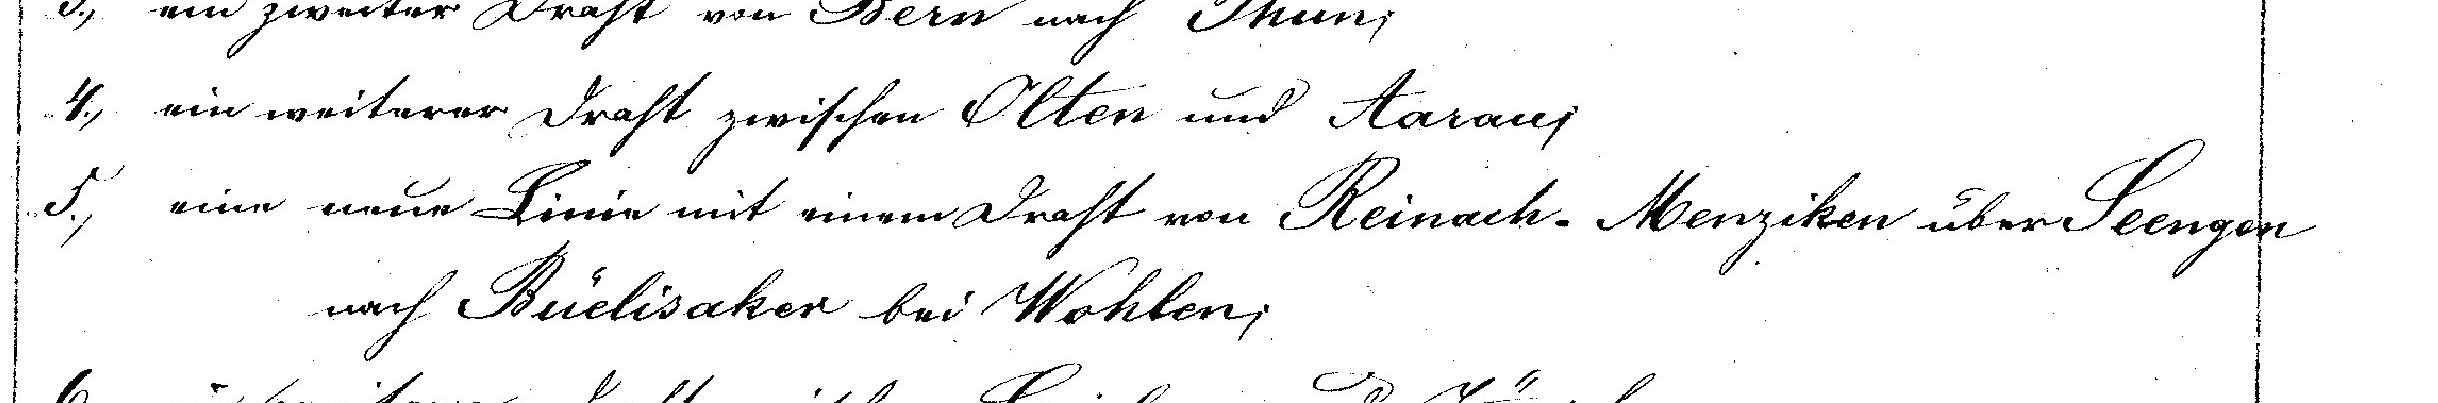 3., ein zweiter Draht von Bern nach Thun;
4., ein weiterer Draht zwischen Olten und Aarau;
5., eine neue Linie mit einem Draht von Reinach-Menziken über Seengen
nach Büelisaker bei Wohlen;
6